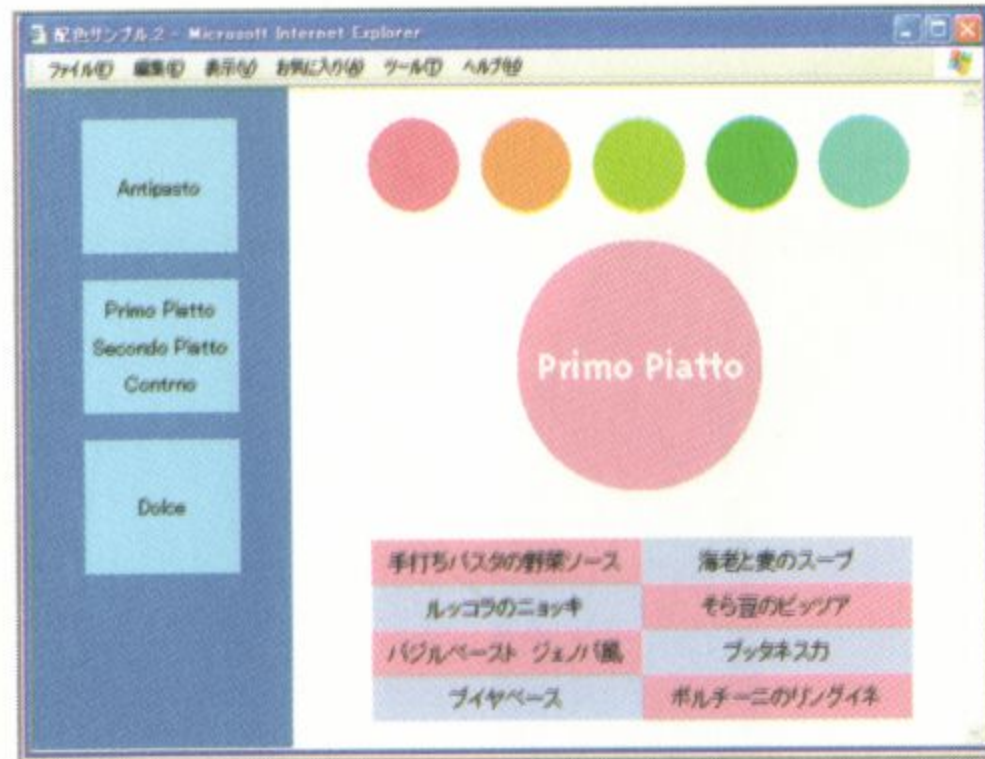 配色サンプル.2 - Microsoft Internet Explorer
ファイル(F) 編集(E) 表示(V) お気に入り(A) ツール(T) ヘルプ(H)
Antipasto
Primo Piatto
Secondo Piatto
Contrno
Dolce
Primo Piatto
手打ちパスタの野菜ソース 海老と麦のスープ
ルッコラのニョッキ そら豆のピッツア
バジルペースト ジェノバ風 プッタネスカ
ブイヤベース ポルチーニのリングイネ